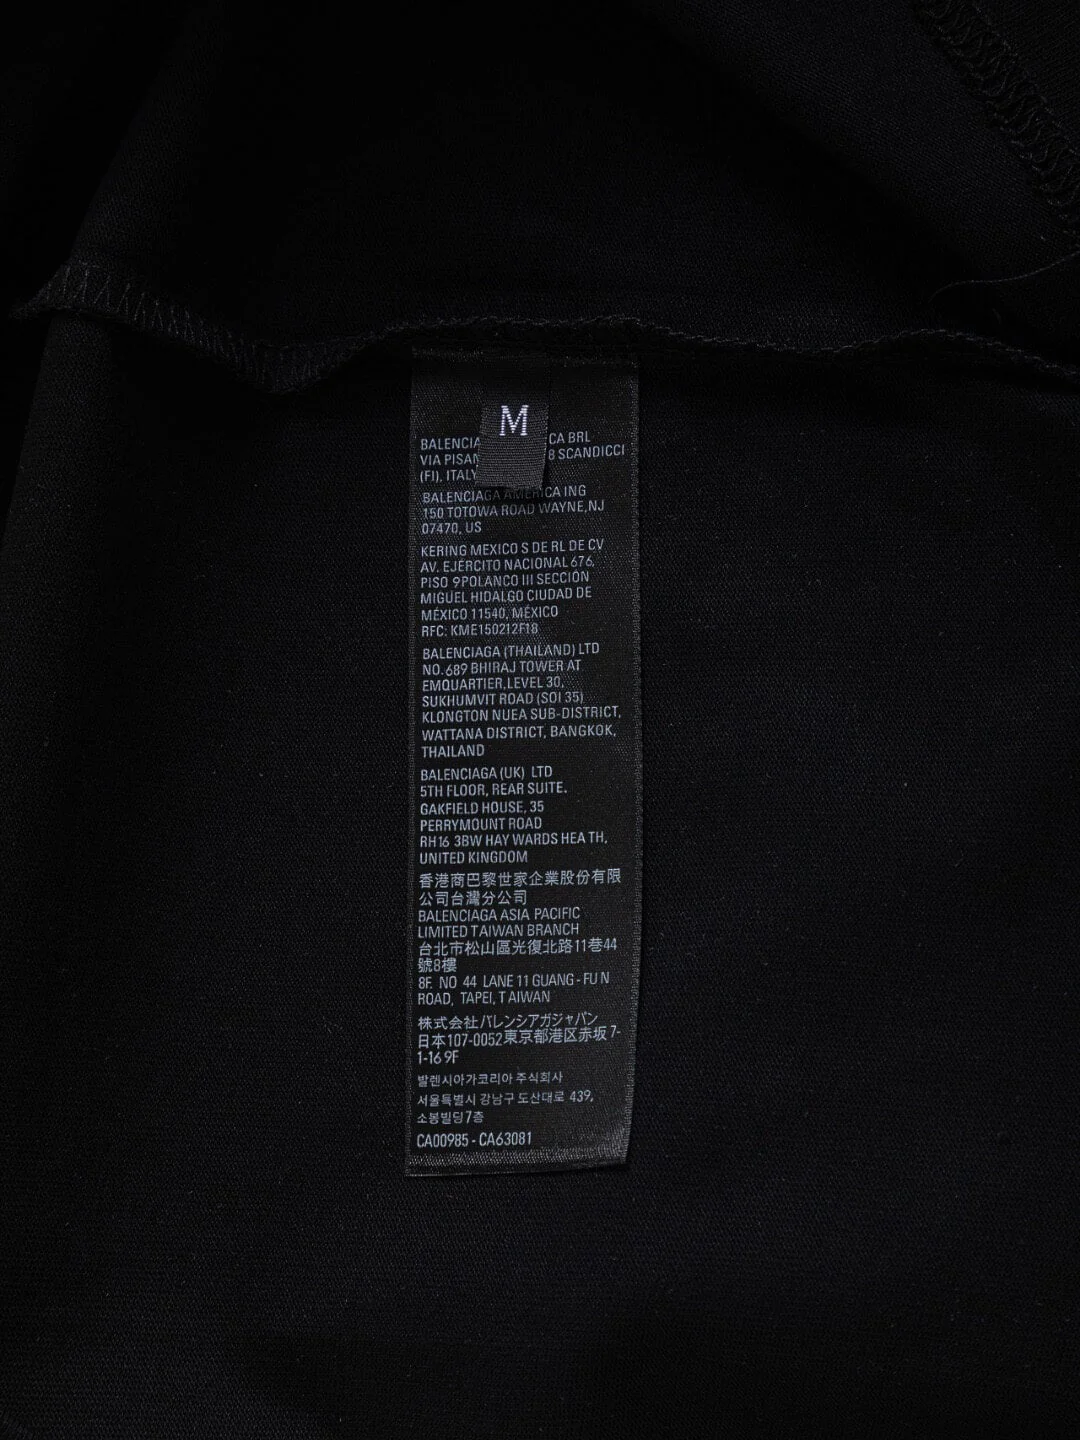 M
BALENCIA CA BRL
VIA PISAN 8 SCANDICCI
(FI), ITALY
BALENCIAGA AMERICA ING
150 TOTOWA ROAD WAYNE,NJ
07470, US
KERING MEXICO S DE RL DE CV
AV. EJÉRCITO NACIONAL 676,
PISO 9POLANCO III SECCIÓN
MIGUEL HIDALGO CIUDAD DE
MÉXICO 11540, MÉXICO
RFC: KME150212F18
BALENCIAGA (THAILAND) LTD
NO.689 BHIRAJ TOWER AT
EMQUARTIER,LEVEL 30,
SUKHUMVIT ROAD (SOI 35)
KLONGTON NUEA SUB-DISTRICT,
WATTANA DISTRICT, BANGKOK,
THAILAND
BALENCIAGA (UK) LTD
5TH FLOOR, REAR SUITE.
GAKFIELD HOUSE, 35
PERRYMOUNT ROAD
RH16 3BW HAY WARDS HEA TH,
UNITED KINGDOM
香港商巴黎世家企業股份有限
公司台灣分公司
BALENCIAGA ASIA PACIFIC
LIMITED TAIWAN BRANCH
台北市松山區光復北路11巷44
號8樓
8F. NO 44 LANE 11 GUANG-FU N
ROAD, TAPEI, T AIWAN
株式会社バレンシアガジャパン
日本107-0052東京都港区赤坂 7-
1-16 9F
발렌시아가코리아 주식회사
서울특별시 강남구 도산대로 439,
소봉빌딩 7층
CA00985 - CA63081